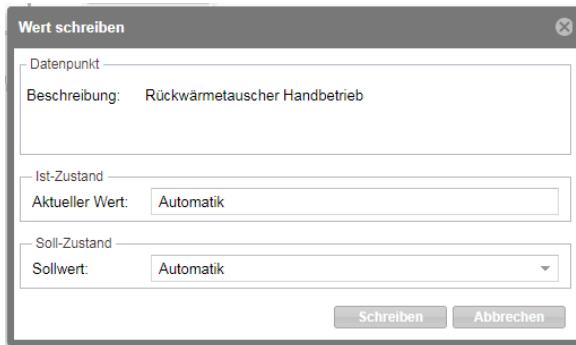 Wert schreiben
Datenpunkt
Beschreibung: Rückwärmetauscher Handbetrieb
Ist-Zustand
Aktueller Wert: Automatik
Soll-Zustand
Sollwert: Automatik
Schreiben Abbrechen